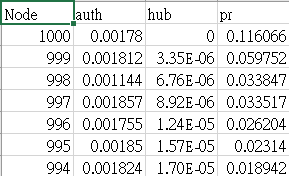 Node auth hub pr
1000 0.00178 0 0.116066
999 0.001812 3.35E-06 0.059752
998 0.001144 6.76E-06 0.033847
997 0.001857 8.92E-06 0.033517
996 0.001755 1.24E-05 0.026204
995 0.00185 1.57E-05 0.02314
994 0.001824 1.70E-05 0.018942